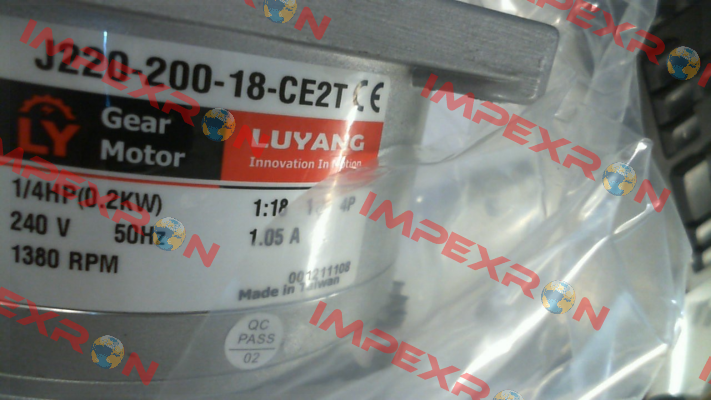 J220-200-18-CE2T CE
LY
Gear
Motor
LUYANG
Innovation In Motion
1/4HP(0.2KW)
1:18
4P
240 V
50Hz
1.05 A
1380 RPM
001211108
Made in Taiwan
QC
PASS
02
IMPEXRON
IMPEXRON
IMPEXRON
IMPEXRON
IMPEXRON
IMPEXRON